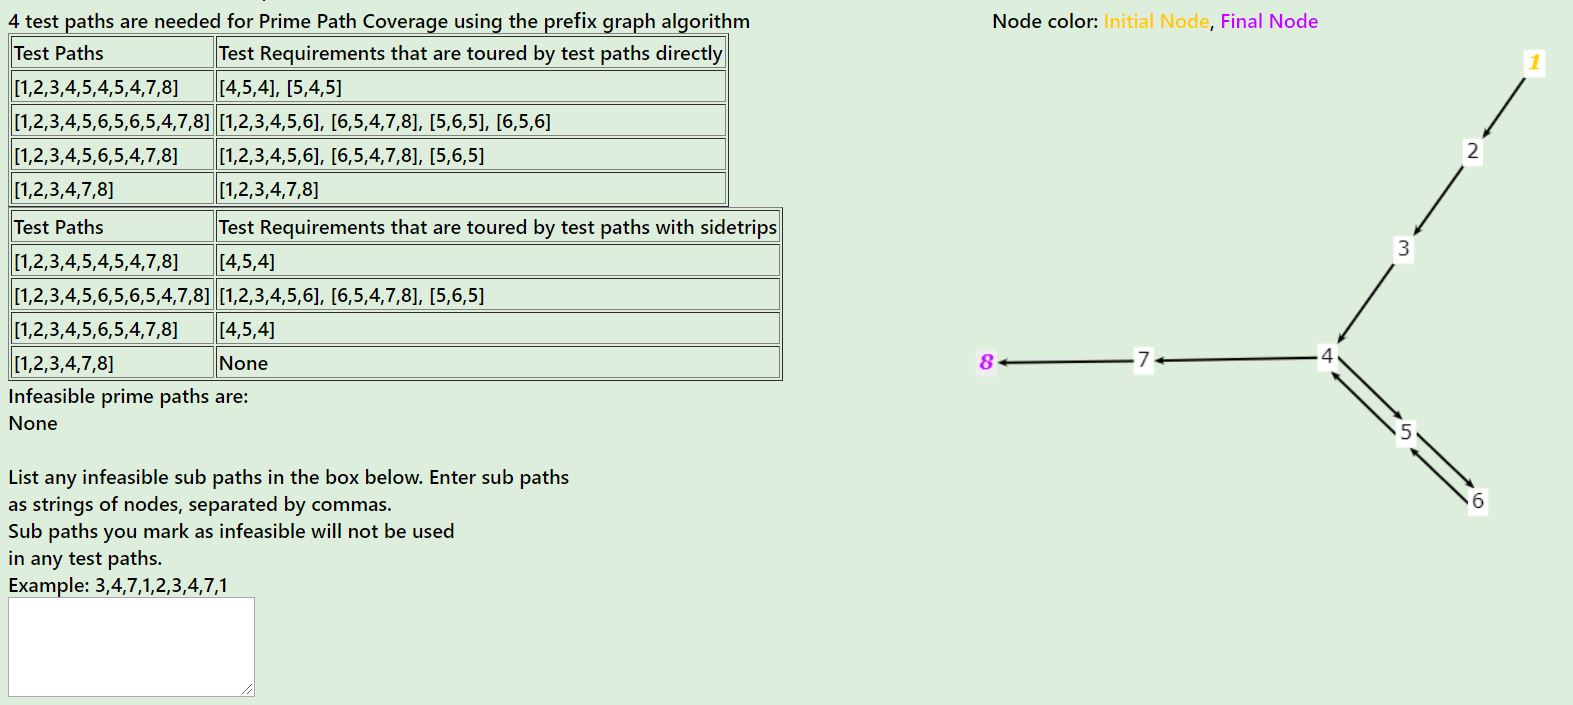 4 test paths are needed for Prime Path Coverage using the prefix graph algorithm
Test Paths Test Requirements that are toured by test paths directly
[1,2,3,4,5,4,5,4,7,8] [4,5,4], [5,4,5]
[1,2,3,4,5,6,5,6,5,4,7,8] [1,2,3,4,5,6], [6,5,4,7,8], [5,6,5], [6,5,6]
[1,2,3,4,5,6,5,4,7,8] [1,2,3,4,5,6], [6,5,4,7,8], [5,6,5]
[1,2,3,4,7,8] [1,2,3,4,7,8]
Test Paths Test Requirements that are toured by test paths with sidetrips
[1,2,3,4,5,4,5,4,7,8] [4,5,4]
[1,2,3,4,5,6,5,6,5,4,7,8] [1,2,3,4,5,6], [6,5,4,7,8], [5,6,5]
[1,2,3,4,5,6,5,4,7,8] [4,5,4]
[1,2,3,4,7,8] None
Infeasible prime paths are:
None
List any infeasible sub paths in the box below. Enter sub paths
as strings of nodes, separated by commas.
Sub paths you mark as infeasible will not be used
in any test paths.
Example: 3,4,7,1,2,3,4,7,1
Node color: Initial Node, Final Node
1
2
3
4
7
8
5
6